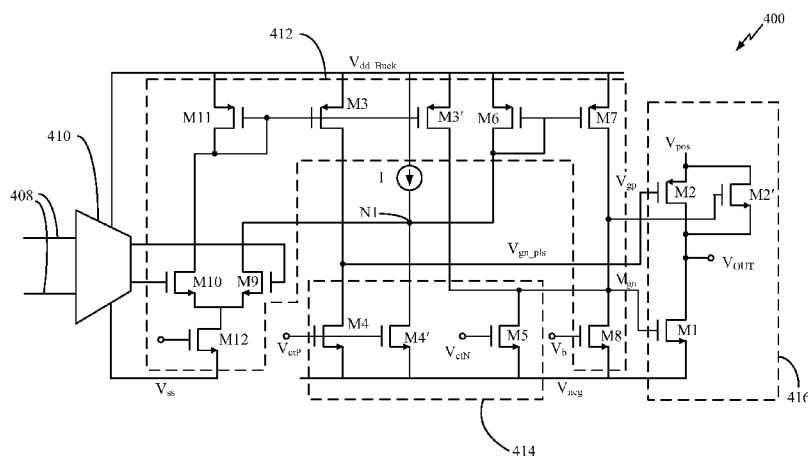 412
400
V_dd_Buck
M11
M3
M3′
M6
M7
410
V_pos
408
I
V_gp
M2
M2′
N1
V_gn_pls
V_OUT
M10
M9
V_gn
M4
M4′
M5
M8
M1
M12
V_ctP
V_ctN
V_b
V_ss
V_neg
414
416